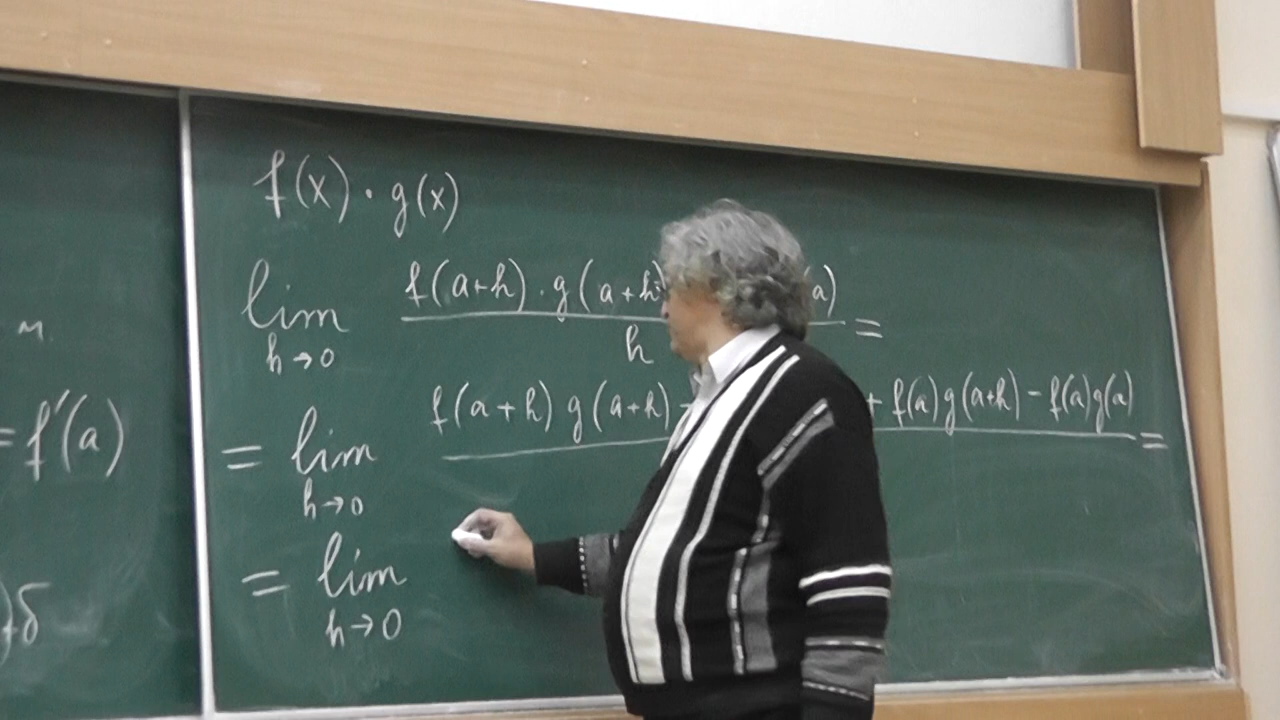 f(x) · g(x)
lim f(a+h) · g(a+h) a) =
h→0 h
= lim f(a+h) g(a+h) - + f(a)g(a+h) - f(a)g(a) =
h→0
= lim
h→0
= f'(a)
)+δ